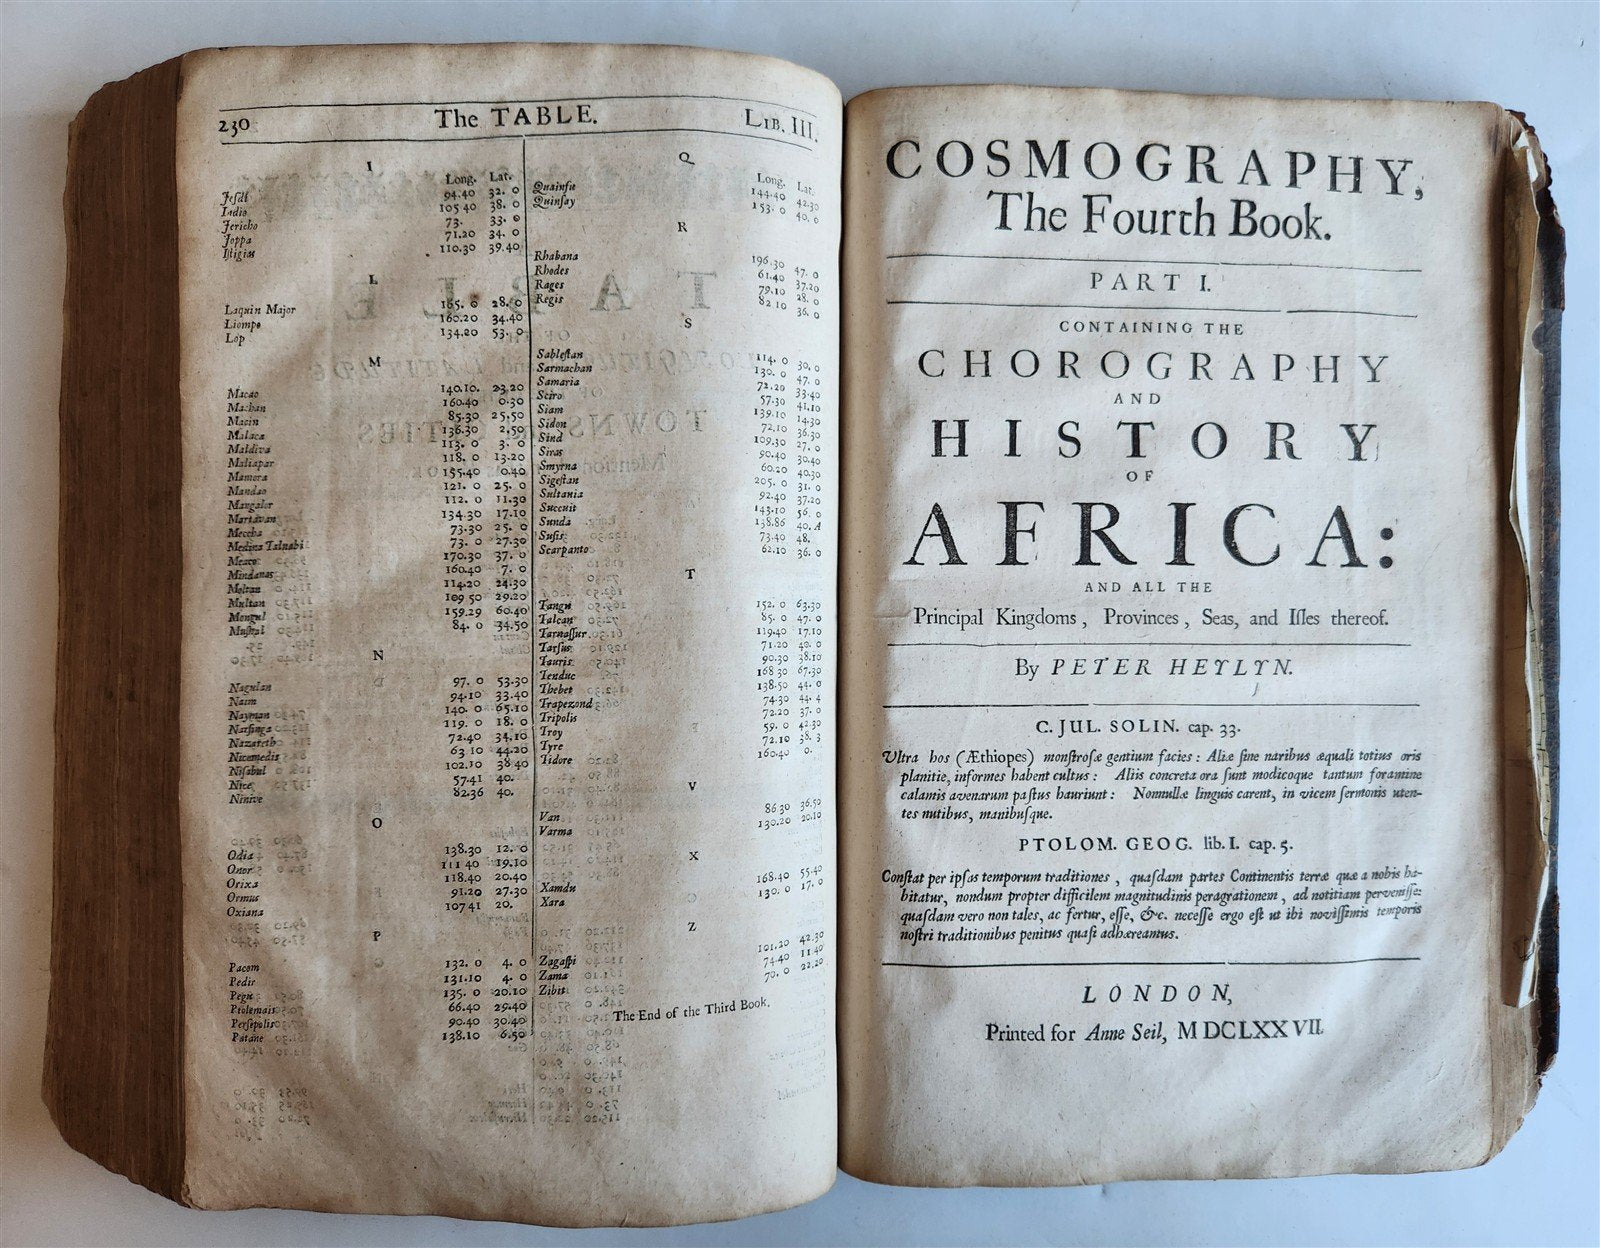 230 The TABLE. LIB. III.
I
Long. Lat.
Jesdi 94.40 32. 0
Iadie 105 40 38. 0
Jericho 73. 33. 0
Joppa 71.20 34. 0
Istigias 110.30 39.40
L
Laquin Major 165. 0 28. 0
Liompo 160.20 34.40
Lop 134.20 53. 0
M
Macao 140.10. 23.20
Machan 160.40 0.30
Macin 85.30 25.50
Malaca 136.30 2.50
Maldiva 113. 0 3. 0
Maliapar 118. 0 13.20
Mamora 155.40 0.40
Mandao 121. 0 25. 0
Mangalor 112. 0 11.30
Martavan 134.30 17.10
Meccha 73.30 25. 0
Medina Talnabi 73. 0 27.30
Meaco 170.30 37. 0
Mindanas 160.40 7. 0
Moltan 114.20 24.30
Multan 109 50 29.20
Mongul 159.29 60.40
Mustal 84. 0 34.50
N
Nagulan 97. 0 53.30
Naim 94.10 33.40
Nayman 140. 0 65.10
Narsinga 119. 0 18. 0
Nazareth 72.40 34.10
Nicomedis 63 10 44.20
Nisabul 102.10 38 40
Nice 57.41 40.
Ninive 82.36 40.
O
Odia 138.30 12. 0
Onor 111 40 19.10
Orixa 118.40 20.40
Ormus 91.20 27.30
Oxiana 107 41 20.
P
Pacom 132. 0 4. 0
Pedir 131.10 4. 0
Pegu 135. 0 20.10
Ptolemais 66.40 29.40
Persepolis 90.40 30.40
Patane 138.10 6.50
Q
Long. Lat.
Quainsu 144.40 42.30
Quinsay 153. 0 40. 0
R
Rhabana 196.30 47. 0
Rhodes 61.40 37.20
Rages 79.10 28. 0
Regis 82 10 36. 0
S
Sablestan 114. 0 30. 0
Sarmachan 130. 0 47. 0
Samaria 72.20 33.40
Sciro 57.30 41.10
Siam 139.10 14.30
Sidon 72.10 36.30
Sind 109.30 27. 0
Siras 90.40 30.40
Smyrna 60.20 40.30
Sigestan 205. 0 31. 0
Sultania 92.40 37.20
Succuit 143.10 56. 0
Sunda 138.86 40. A
Susis 73.40 48.
Scarpanto 62.10 36. 0
T
Tangu 152. 0 63.30
Talcan 85. 0 47. 0
Tarnassur 119.40 17.10
Tarsus 71.20 40. 0
Tauris 90.30 38.10
Tenduc 168 30 67.30
Thebet 138.50 44. 0
Trapezond 74.30 44. 4
Tripolis 72.20 37. 0
Troy 59. 0 42.30
Tyre 72.10 38. 3
Tidore 160.40 0.
V
Van 86.30 36.50
Varma 130.20 20.10
X
Xamdu 168.40 55.40
Xara 130. 0 17. 0
Z
Zagaspi 101.20 42.30
Zama 74.40 11.40
Zibit 70. 0 22.20
The End of the Third Book.
COSMOGRAPHY,
The Fourth Book.
PART I.
CONTAINING THE
CHOROGRAPHY
AND
HISTORY
OF
AFRICA:
AND ALL THE
Principal Kingdoms, Provinces, Seas, and Isles thereof.
By PETER HEYLYN.
C. JUL. SOLIN. cap. 33.
Ultra hos (Æthiopes) monstrosæ gentium facies: Aliæ sine naribus æquali totius oris
planitie, informes habent cultus: Aliis concreta ora sunt modicoque tantum foramine
calamis avenarum pastus hauriunt: Nonnullæ linguis carent, in vicem sermonis uten-
tes nutibus, manibusque.
PTOLOM. GEOG. lib. I. cap. 5.
Constat per ipsas temporum traditiones, quasdam partes Continentis terræ quæ a nobis ha-
bitatur, nondum propter difficilem magnitudinis peragrationem, ad notitiam pervenisse:
quasdam vero non tales, ac fertur, esse, &c. necesse ergo est ut ibi novissimis temporis
nostri traditionibus penitus quasi adhæreamus.
LONDON,
Printed for Anne Seil, MDCLXXVII.